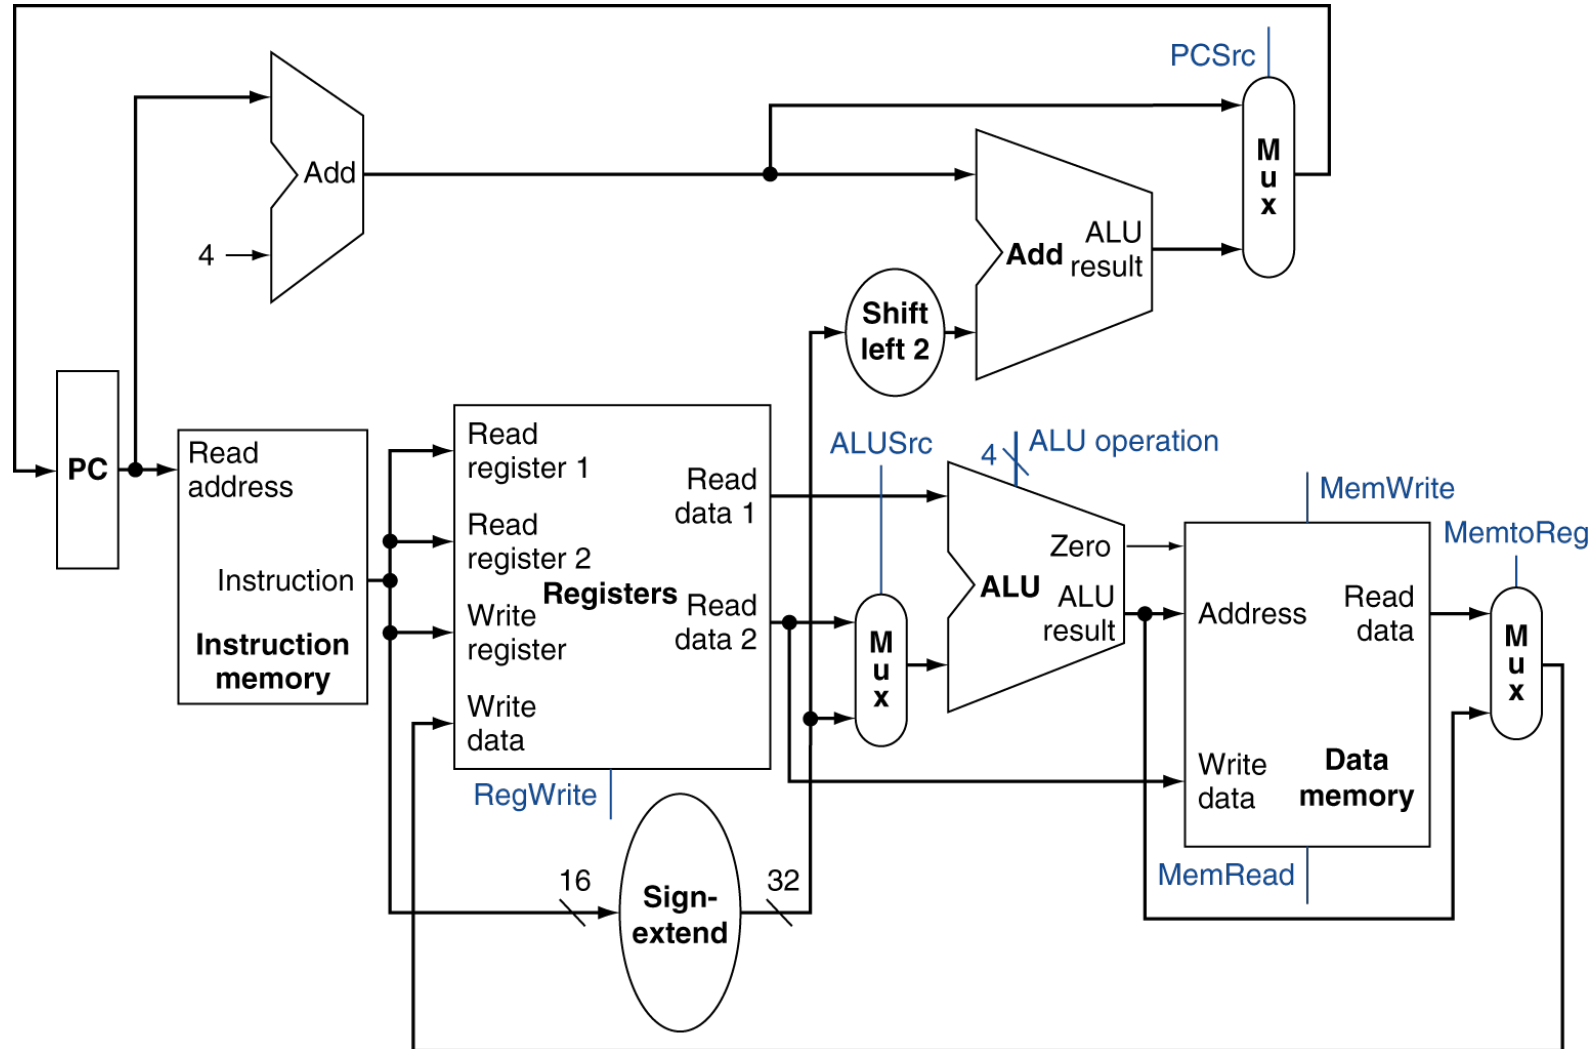 PCSrc
Add
4
M
u
x
Add
ALU
result
Shift
left 2
PC
Read
address
Instruction
Instruction
memory
Read
register 1
Read
register 2
Write
register
Write
data
Registers
Read
data 1
Read
data 2
RegWrite
16
Sign-
extend
32
ALUSrc
M
u
x
4
ALU operation
Zero
ALU
ALU
result
MemWrite
Address
Read
data
Write
data
Data
memory
MemRead
MemtoReg
M
u
x